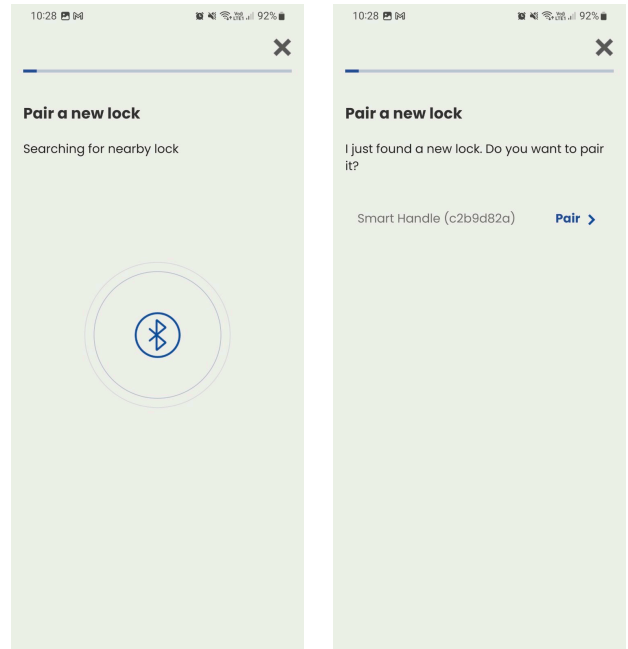 10:28
92%
Pair a new lock
Searching for nearby lock
10:28
92%
Pair a new lock
I just found a new lock. Do you want to pair
it?
Smart Handle (c2b9d82a)
Pair